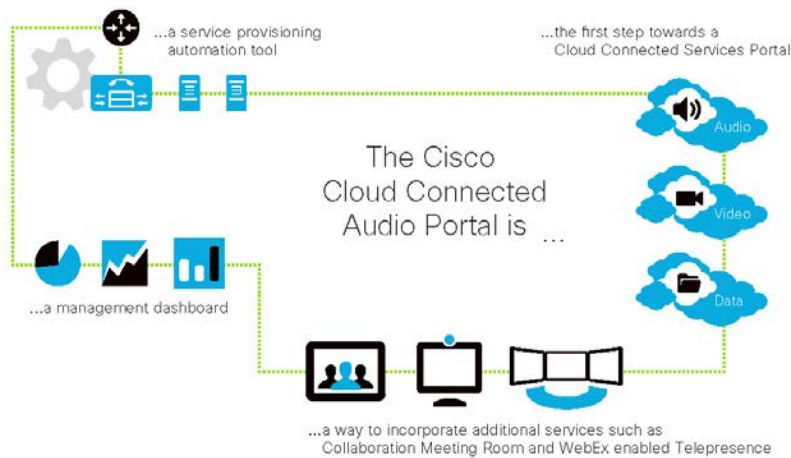 ...a service provisioning
automation tool
...the first step towards a
Cloud Connected Services Portal
Audio
The Cisco
Cloud Connected
Audio Portal is ...
Video
Data
...a management dashboard
...a way to incorporate additional services such as
Collaboration Meeting Room and WebEx enabled Telepresence